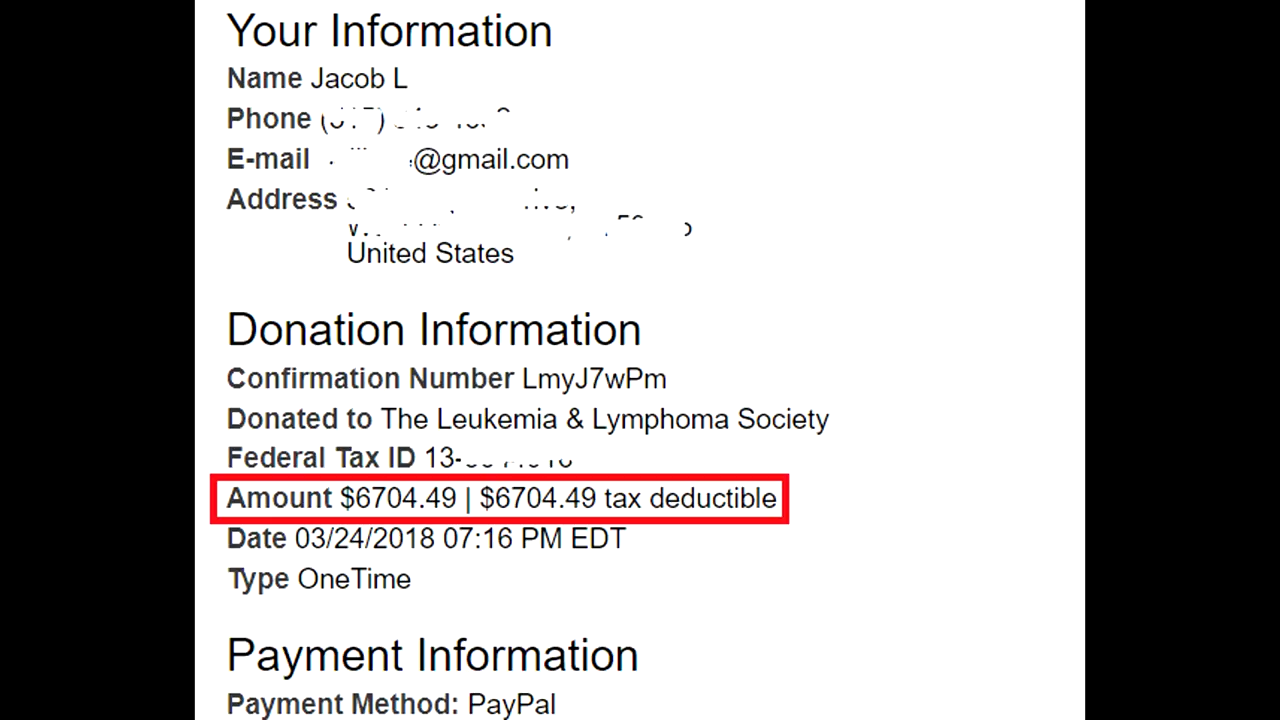 Your Information
Name Jacob L
Phone
E-mail @gmail.com
Address
United States
Donation Information
Confirmation Number LmyJ7wPm
Donated to The Leukemia & Lymphoma Society
Federal Tax ID 13-
Amount $6704.49 | $6704.49 tax deductible
Date 03/24/2018 07:16 PM EDT
Type OneTime
Payment Information
Payment Method: PayPal